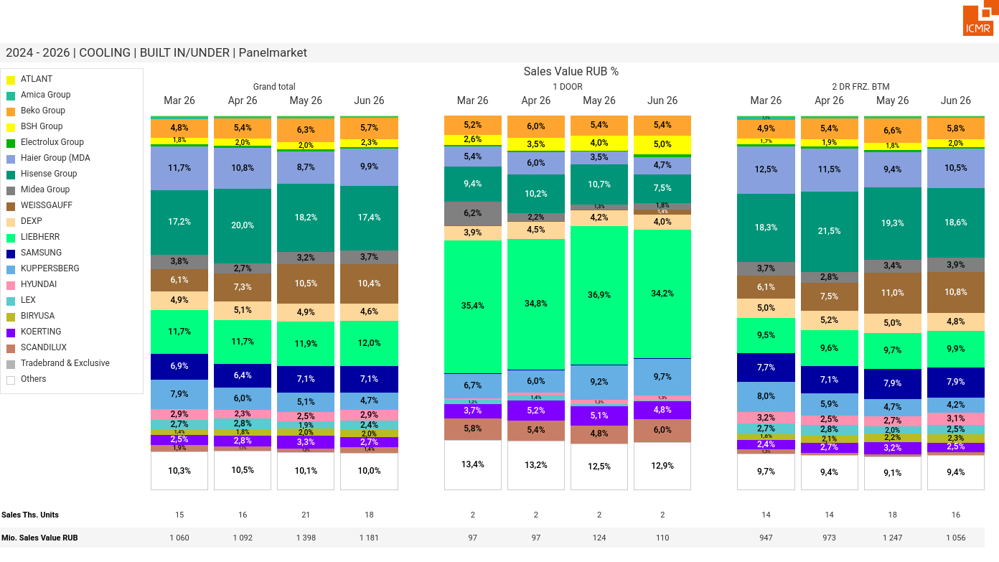 ICMR
2024 - 2026 | COOLING | BUILT IN/UNDER | Panelmarket
ATLANT
Amica Group
Beko Group
BSH Group
Electrolux Group
Haier Group (MDA
Hisense Group
Midea Group
WEISSGAUFF
DEXP
LIEBHERR
SAMSUNG
KUPPERSBERG
HYUNDAI
LEX
BIRYUSA
KOERTING
SCANDILUX
Tradebrand & Exclusive
Others
Sales Value RUB %
Grand total
Mar 26 Apr 26 May 26 Jun 26
4,8% 5,4% 6,3% 5,7%
1,8% 2,0% 2,0% 2,3%
11,7% 10,8% 8,7% 9,9%
17,2% 20,0% 18,2% 17,4%
3,8% 2,7% 3,2% 3,7%
6,1% 7,3% 10,5% 10,4%
4,9% 5,1% 4,9% 4,6%
11,7% 11,7% 11,9% 12,0%
6,9% 6,4% 7,1% 7,1%
7,9% 6,0% 5,1% 4,7%
2,9% 2,3% 2,5% 2,9%
2,7% 2,8% 1,9% 2,4%
1,4% 1,8% 2,0% 2,0%
2,5% 2,8% 3,3% 2,7%
1,9% 1,1% 1,0% 1,4%
10,3% 10,5% 10,1% 10,0%
1 DOOR
Mar 26 Apr 26 May 26 Jun 26
5,2% 6,0% 5,4% 5,4%
2,6% 3,5% 4,0% 5,0%
5,4% 6,0% 3,5% 4,7%
9,4% 10,2% 10,7% 7,5%
6,2% 2,2% 1,3% 1,8%
1,4%
3,9% 4,5% 4,2% 4,0%
35,4% 34,8% 36,9% 34,2%
6,7% 6,0% 9,2% 9,7%
1,2% 1,4% 1,2% 1,3%
3,7% 5,2% 5,1% 4,8%
5,8% 5,4% 4,8% 6,0%
13,4% 13,2% 12,5% 12,9%
2 DR FRZ. BTM
Mar 26 Apr 26 May 26 Jun 26
1,1%
4,9% 5,4% 6,6% 5,8%
1,7% 1,9% 1,8% 2,0%
12,5% 11,5% 9,4% 10,5%
18,3% 21,5% 19,3% 18,6%
3,7% 2,8% 3,4% 3,9%
6,1% 7,5% 11,0% 10,8%
5,0% 5,2% 5,0% 4,8%
9,5% 9,6% 9,7% 9,9%
7,7% 7,1% 7,9% 7,9%
8,0% 5,9% 4,7% 4,2%
3,2% 2,5% 2,7% 3,1%
2,7% 2,8% 2,0% 2,5%
1,6% 2,1% 2,2% 2,3%
2,4% 2,7% 3,2% 2,5%
1,3%
9,7% 9,4% 9,1% 9,4%
Sales Ths. Units 15 16 21 18 2 2 2 2 14 14 18 16
Mio. Sales Value RUB 1 060 1 092 1 398 1 181 97 97 124 110 947 973 1 247 1 056